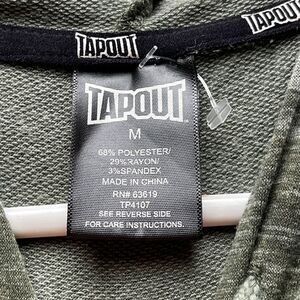 TAPOUT
TAPOUT
TAPOUT
M
68% POLYESTER/
29%RAYON/
3%SPANDEX
MADE IN CHINA
RN# 63619
TP4107
SEE REVERSE SIDE
FOR CARE INSTRUCTIONS.